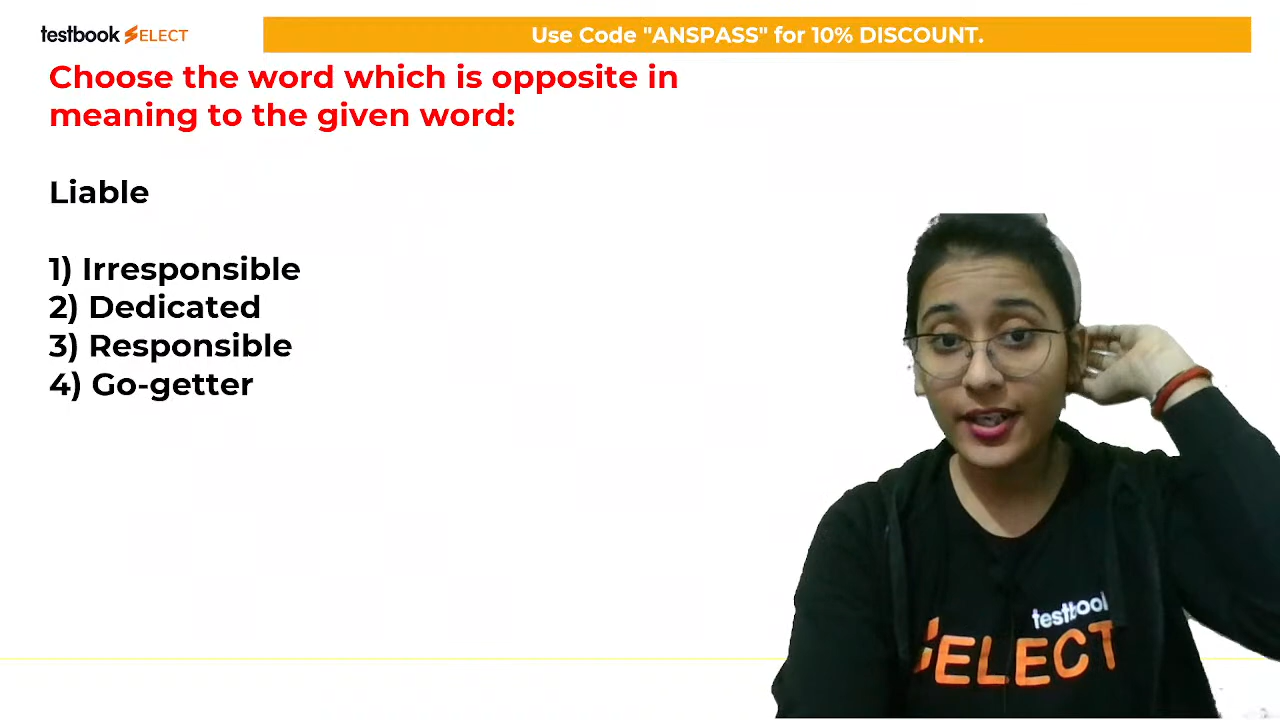 testbook SELECT
Use Code "ANSPASS" for 10% DISCOUNT.
Choose the word which is opposite in
meaning to the given word:
Liable
1) Irresponsible
2) Dedicated
3) Responsible
4) Go-getter
testbook
SELECT